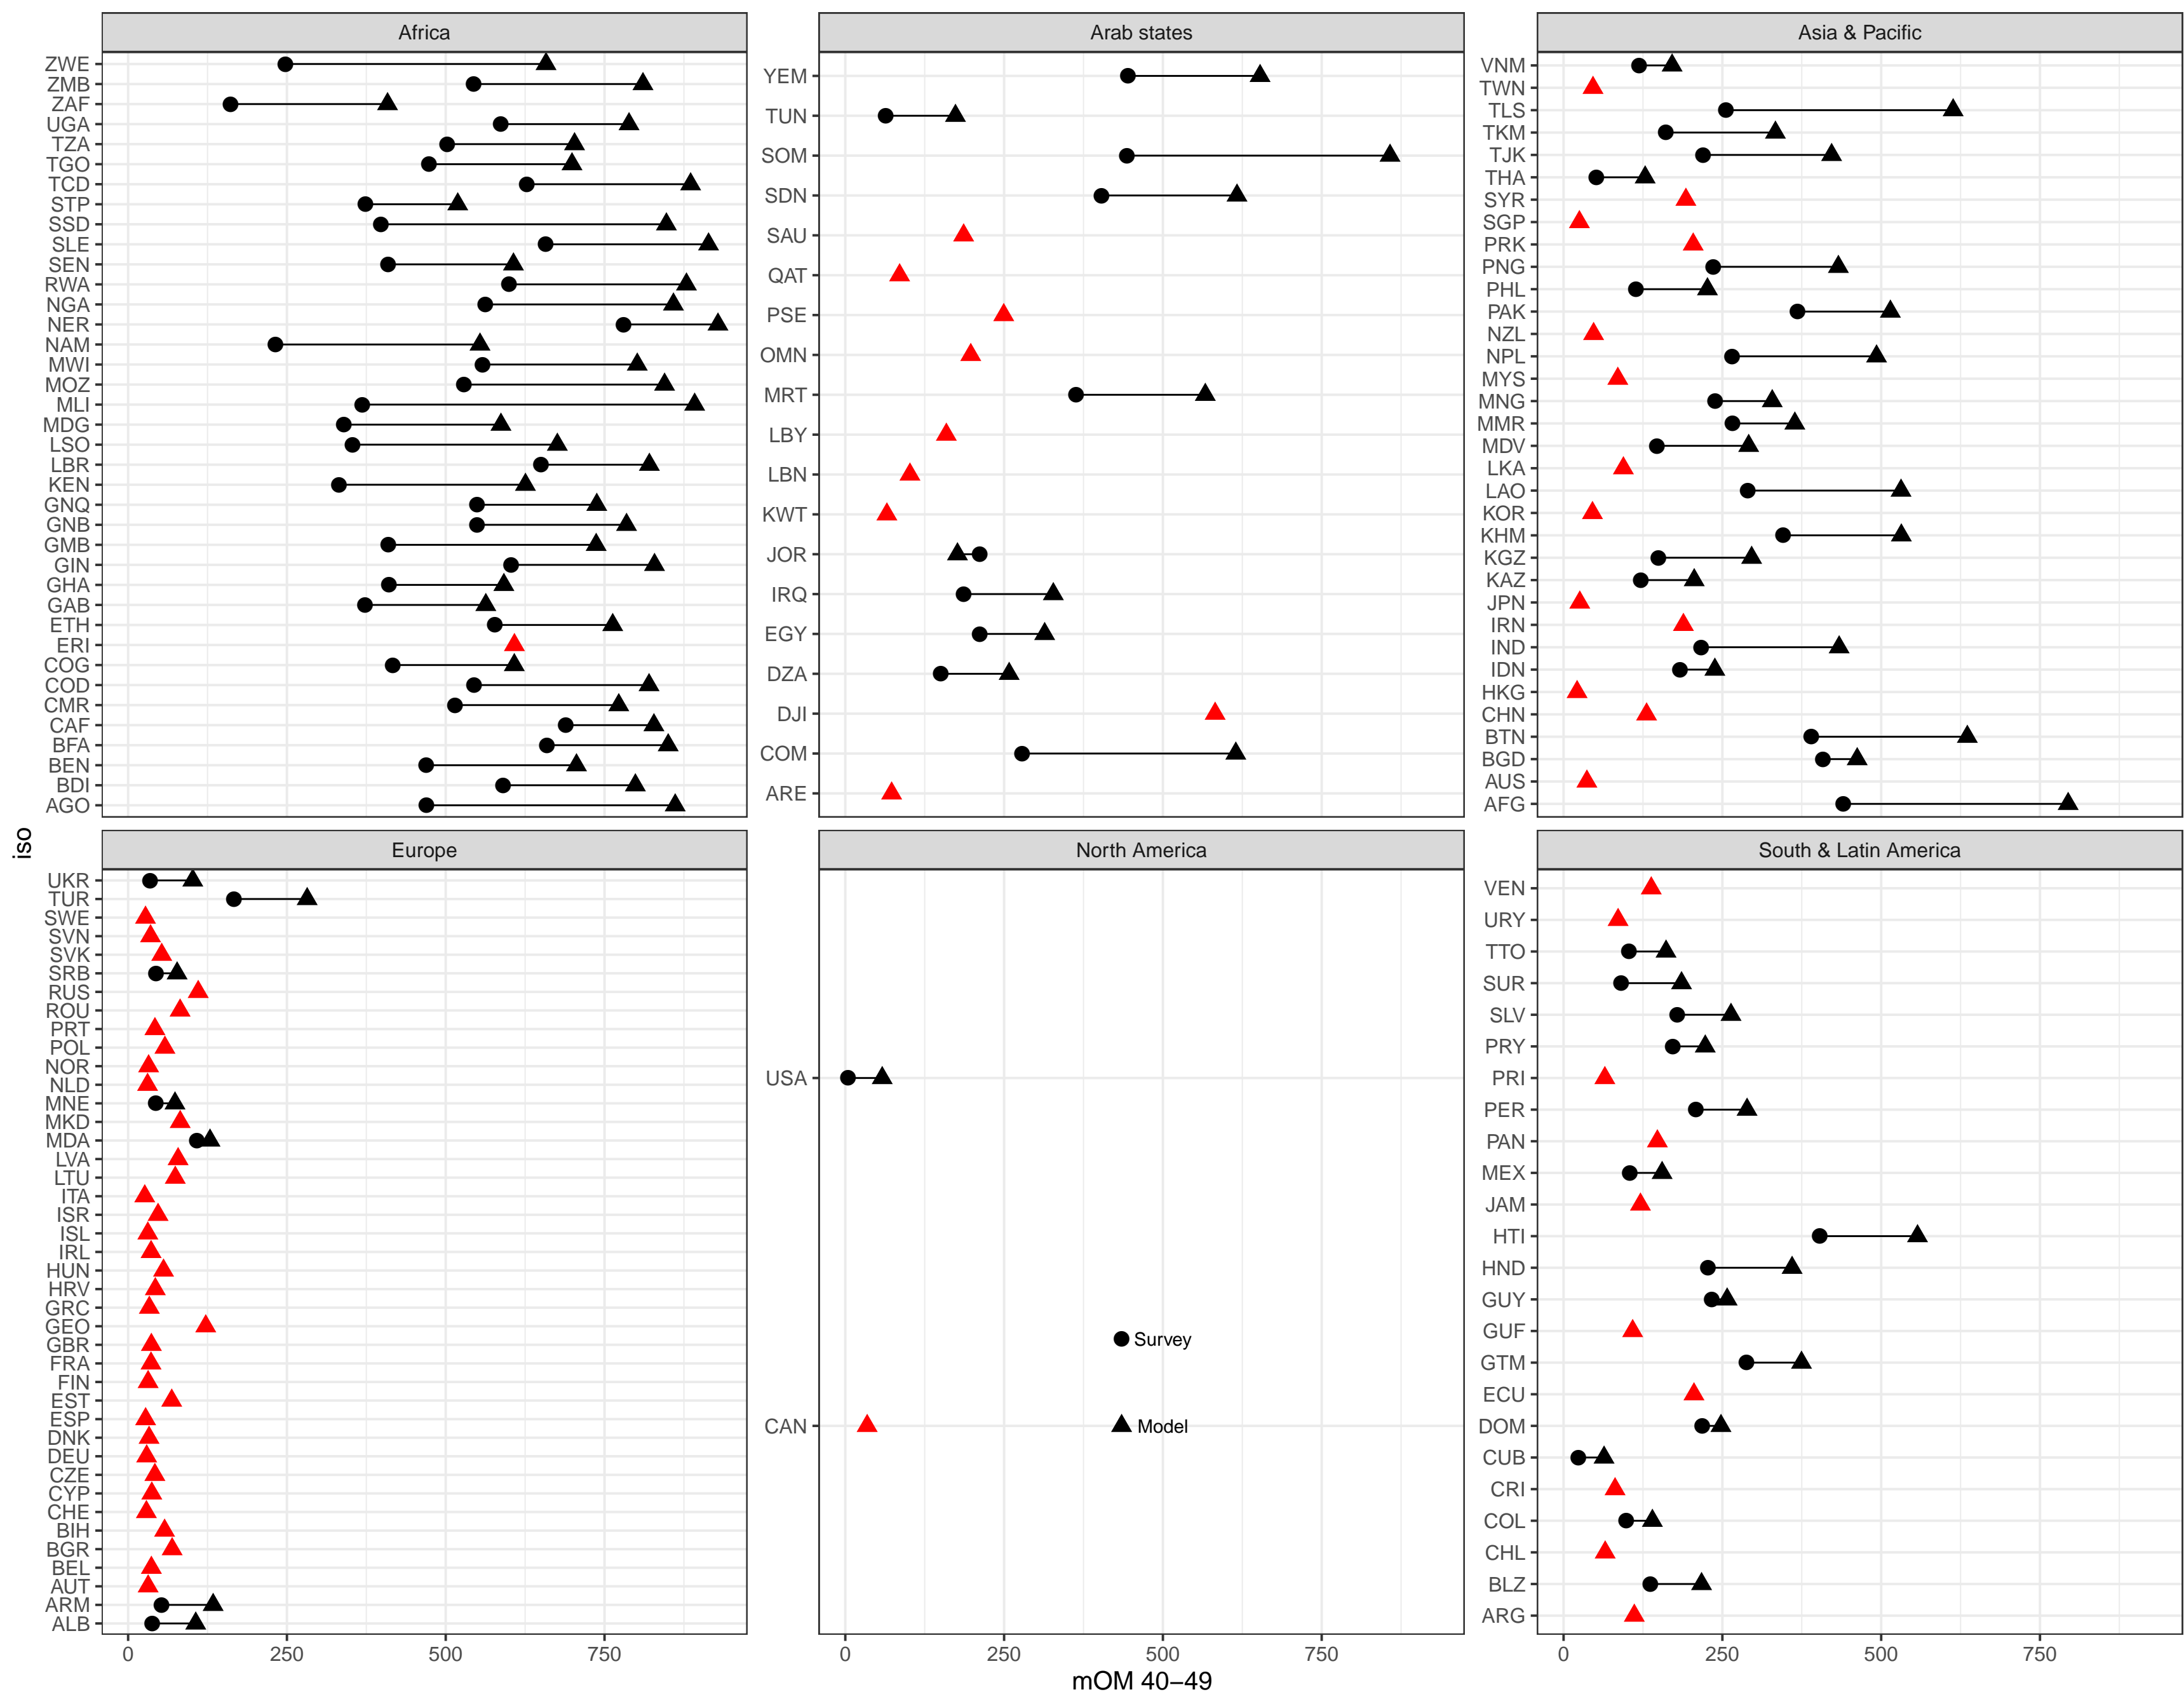 Africa
ZWE
ZMB
ZAF
UGA
TZA
TGO
TCD
STP
SSD
SLE
SEN
RWA
NGA
NER
NAM
MWI
MOZ
MLI
MDG
LSO
LBR
KEN
GNQ
GNB
GMB
GIN
GHA
GAB
ETH
ERI
COG
COD
CMR
CAF
BFA
BEN
BDI
AGO
Arab states
YEM
TUN
SOM
SDN
SAU
QAT
PSE
OMN
MRT
LBY
LBN
KWT
JOR
IRQ
EGY
DZA
DJI
COM
ARE
Asia & Pacific
VNM
TWN
TLS
TKM
TJK
THA
SYR
SGP
PRK
PNG
PHL
PAK
NZL
NPL
MYS
MNG
MMR
MDV
LKA
LAO
KOR
KHM
KGZ
KAZ
JPN
IRN
IND
IDN
HKG
CHN
BTN
BGD
AUS
AFG
iso
Europe
UKR
TUR
SWE
SVN
SVK
SRB
RUS
ROU
PRT
POL
NOR
NLD
MNE
MKD
MDA
LVA
LTU
ITA
ISR
ISL
IRL
HUN
HRV
GRC
GEO
GBR
FRA
FIN
EST
ESP
DNK
DEU
CZE
CYP
CHE
BIH
BGR
BEL
AUT
ARM
ALB
0 250 500 750
North America
USA
Survey
CAN
Model
0 250 500 750
South & Latin America
VEN
URY
TTO
SUR
SLV
PRY
PRI
PER
PAN
MEX
JAM
HTI
HND
GUY
GUF
GTM
ECU
DOM
CUB
CRI
COL
CHL
BLZ
ARG
0 250 500 750
mOM 40−49